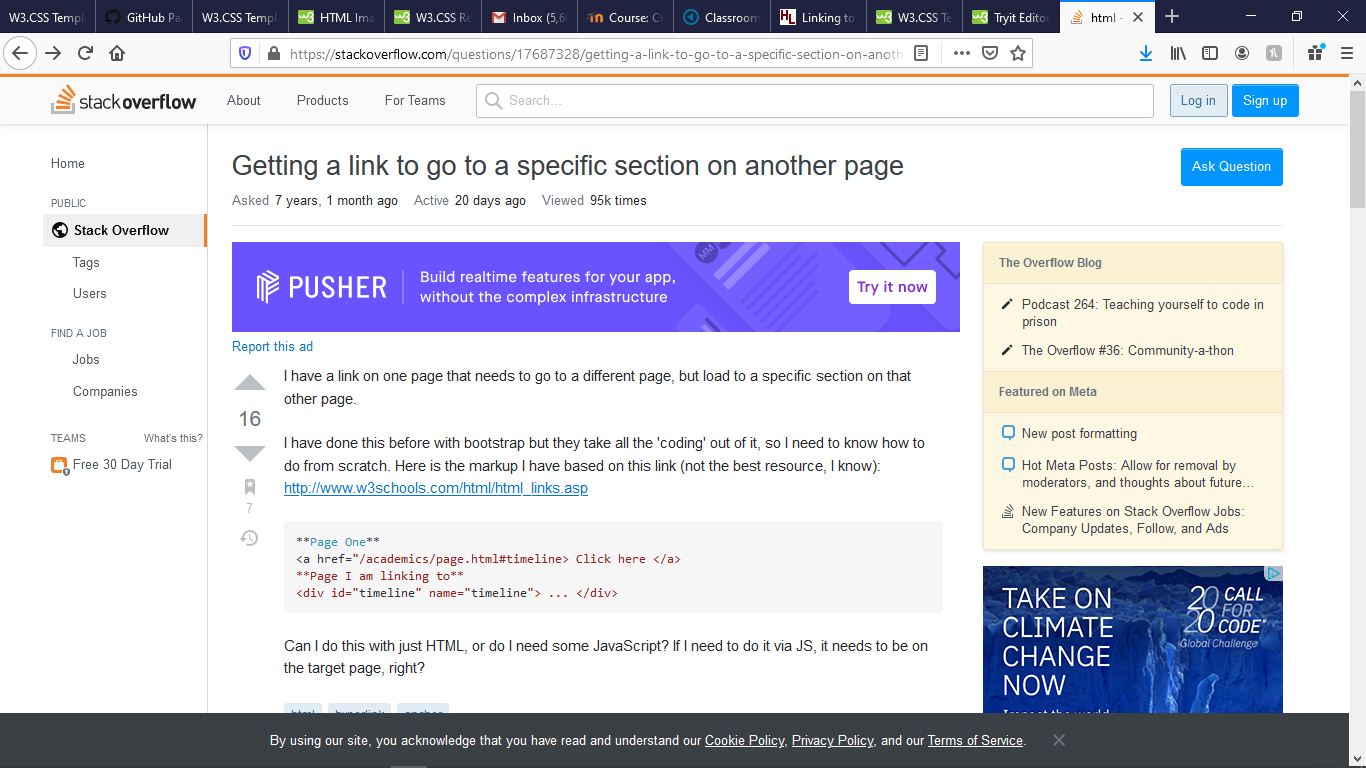 W3.CSS Templ
GitHub Pa
W3.CSS Templ
HTML Ima
W3.CSS Re
Inbox (5,6
Course: C
Classroom
Linking to
W3.CSS Te
Tryit Editor
html -
https://stackoverflow.com/questions/17687328/getting-a-link-to-go-to-a-specific-section-on-anoth
stackoverflow
About
Products
For Teams
Search...
Log in
Sign up
Home
PUBLIC
Stack Overflow
Tags
Users
FIND A JOB
Jobs
Companies
TEAMS
What's this?
Free 30 Day Trial
Getting a link to go to a specific section on another page
Ask Question
Asked 7 years, 1 month ago Active 20 days ago Viewed 95k times
PUSHER
Build realtime features for your app,
without the complex infrastructure
MM
Try it now
Report this ad
16
7
I have a link on one page that needs to go to a different page, but load to a specific section on that
other page.
I have done this before with bootstrap but they take all the 'coding' out of it, so I need to know how to
do from scratch. Here is the markup I have based on this link (not the best resource, I know):
http://www.w3schools.com/html/html_links.asp
**Page One**
<a href="/academics/page.html#timeline> Click here </a>
**Page I am linking to**
<div id="timeline" name="timeline"> ... </div>
Can I do this with just HTML, or do I need some JavaScript? If I need to do it via JS, it needs to be on
the target page, right?
html hyperlink anchor
The Overflow Blog
Podcast 264: Teaching yourself to code in
prison
The Overflow #36: Community-a-thon
Featured on Meta
New post formatting
Hot Meta Posts: Allow for removal by
moderators, and thoughts about future…
New Features on Stack Overflow Jobs:
Company Updates, Follow, and Ads
TAKE ON
CLIMATE
CHANGE
NOW
2020 CALL
FOR
CODE
Global Challenge
Impact the world
By using our site, you acknowledge that you have read and understand our Cookie Policy, Privacy Policy, and our Terms of Service.